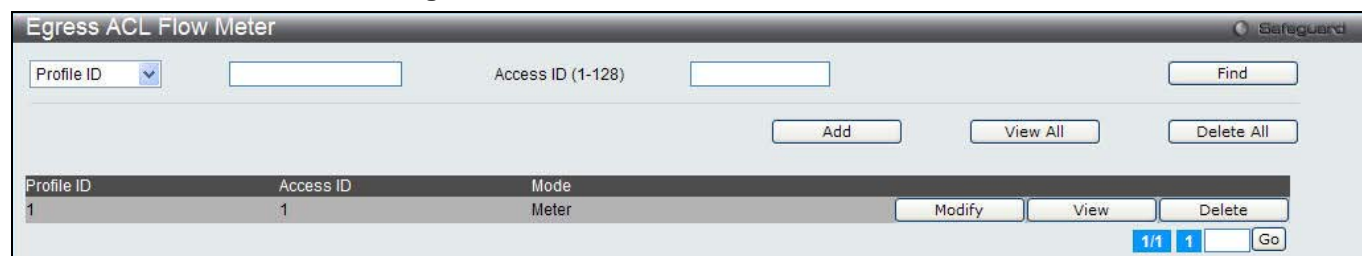 Egress ACL Flow Meter
Safeguard
Profile ID Access ID (1-128) Find
Add View All Delete All
Profile ID Access ID Mode
1 1 Meter Modify View Delete
1/1 1 Go